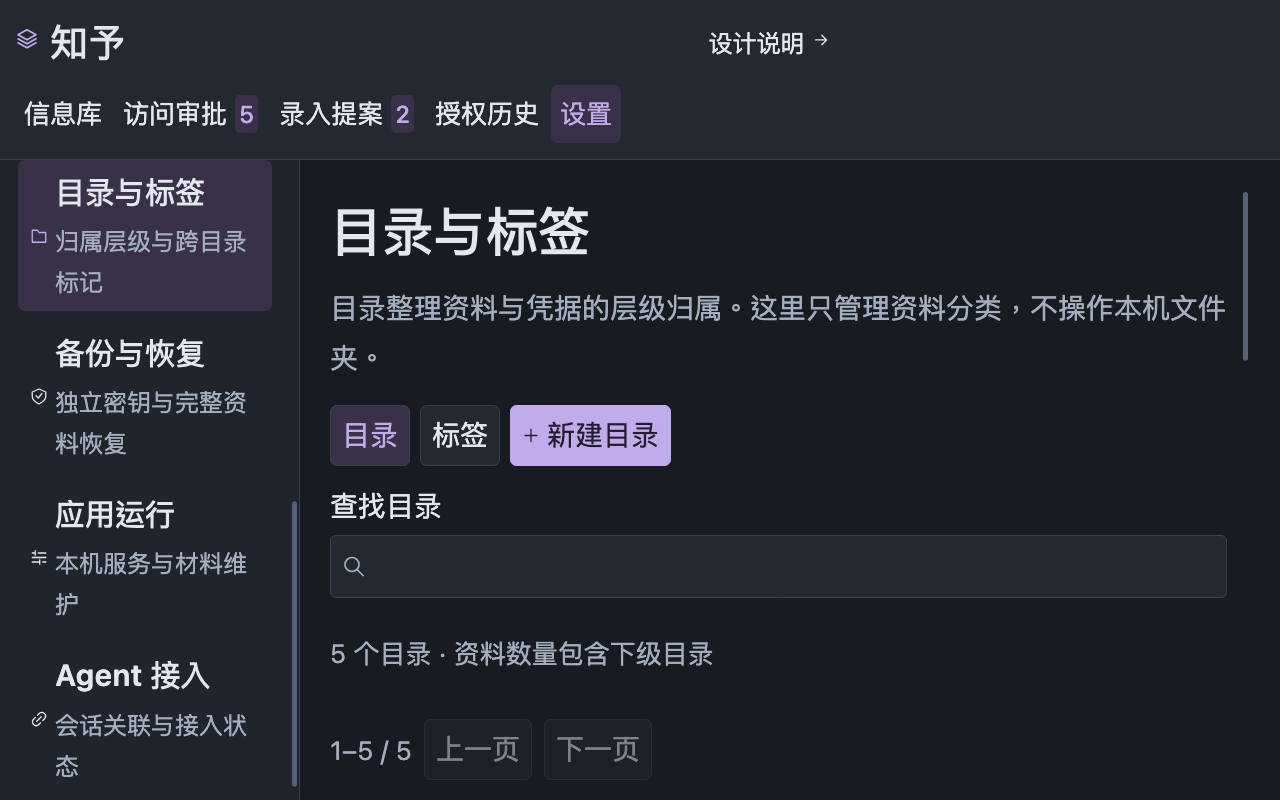 知予
设计说明 →
信息库 访问审批 5 录入提案 2 授权历史 设置
目录与标签
归属层级与跨目录
标记
备份与恢复
独立密钥与完整资
料恢复
应用运行
本机服务与材料维
护
Agent 接入
会话关联与接入状
态
目录与标签
目录整理资料与凭据的层级归属。这里只管理资料分类，不操作本机文件
夹。
目录 标签 + 新建目录
查找目录
5 个目录 · 资料数量包含下级目录
1–5 / 5 上一页 下一页